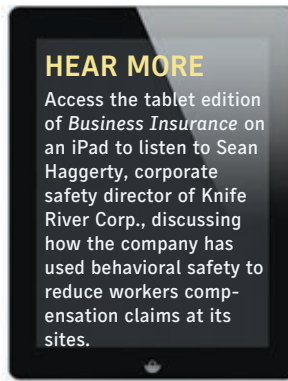 HEAR MORE
Access the tablet edition
of Business Insurance on
an iPad to listen to Sean
Haggerty, corporate
safety director of Knife
River Corp., discussing
how the company has
used behavioral safety to
reduce workers comp-
ensation claims at its
sites.